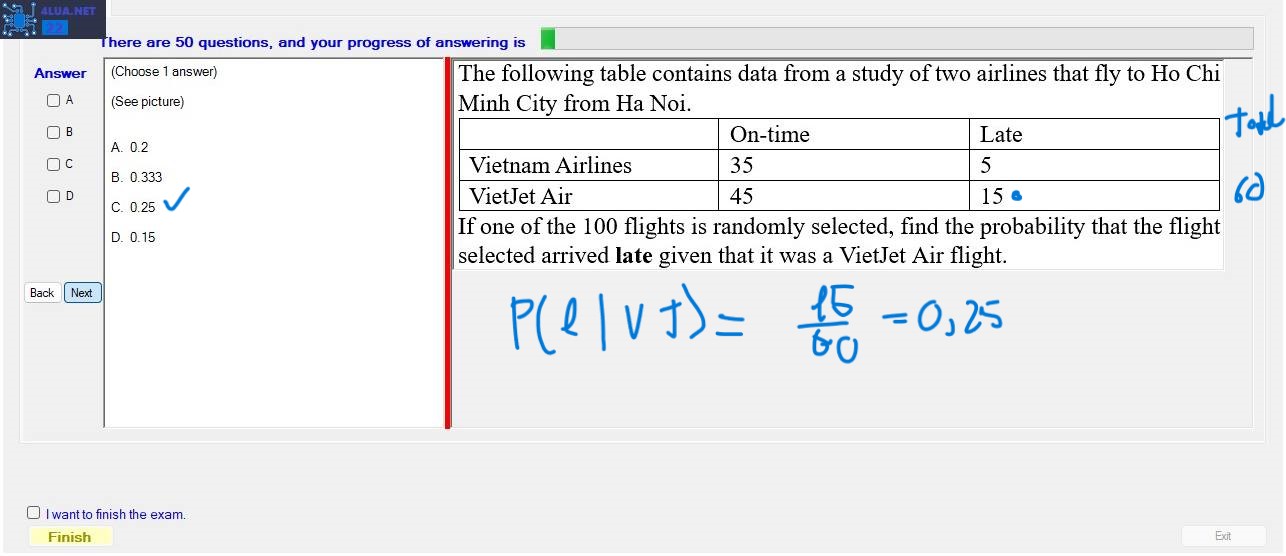 4LUA.NET
22
There are 50 questions, and your progress of answering is
Answer
A
B
C
D
Back
Next
(Choose 1 answer)
(See picture)
A. 0.2
B. 0.333
C. 0.25 ✓
D. 0.15
The following table contains data from a study of two airlines that fly to Ho Chi
Minh City from Ha Noi.
On-time Late Total
Vietnam Airlines 35 5
VietJet Air 45 15 60
If one of the 100 flights is randomly selected, find the probability that the flight
selected arrived late given that it was a VietJet Air flight.
P(l | VJ) = 15/60 = 0,25
I want to finish the exam.
Finish
Exit